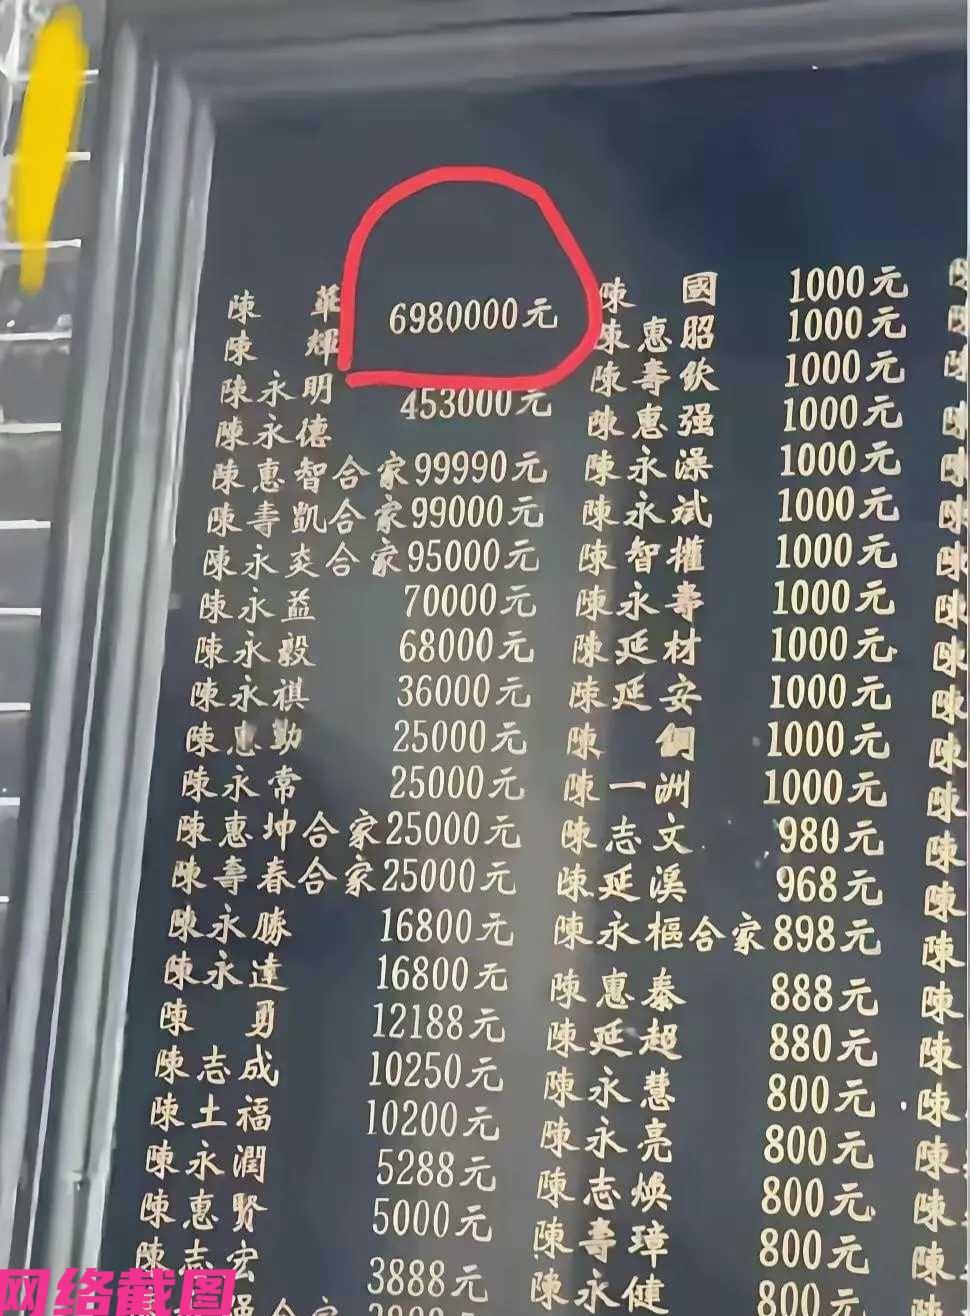 陳 華
6980000元
陳 輝
陳永明
453000元
陳永德
陳惠智合家99990元
陳壽凱合家99000元
陳永炎合家95000元
陳永益 70000元
陳永毅 68000元
陳永祺 36000元
陳忠勤 25000元
陳永常 25000元
陳惠坤合家25000元
陳壽春合家25000元
陳永勝 16800元
陳永達 16800元
陳 勇 12188元
陳志成 10250元
陳土福 10200元
陳永潤 5288元
陳惠賢 5000元
陳志宏 3888元
合家
陳 國 1000元
陳惠昭 1000元
陳壽欽 1000元
陳惠强 1000元
陳永澡 1000元
陳永斌 1000元
陳智權 1000元
陳永壽 1000元
陳延材 1000元
陳延安 1000元
陳 鋼 1000元
陳一洲 1000元
陳志文 980元
陳延溪 968元
陳永樞合家898元
陳惠泰 888元
陳延超 880元
陳永慧 800元
陳永亮 800元
陳志焕 800元
陳壽璋 800元
陳永健 800元
网络截图